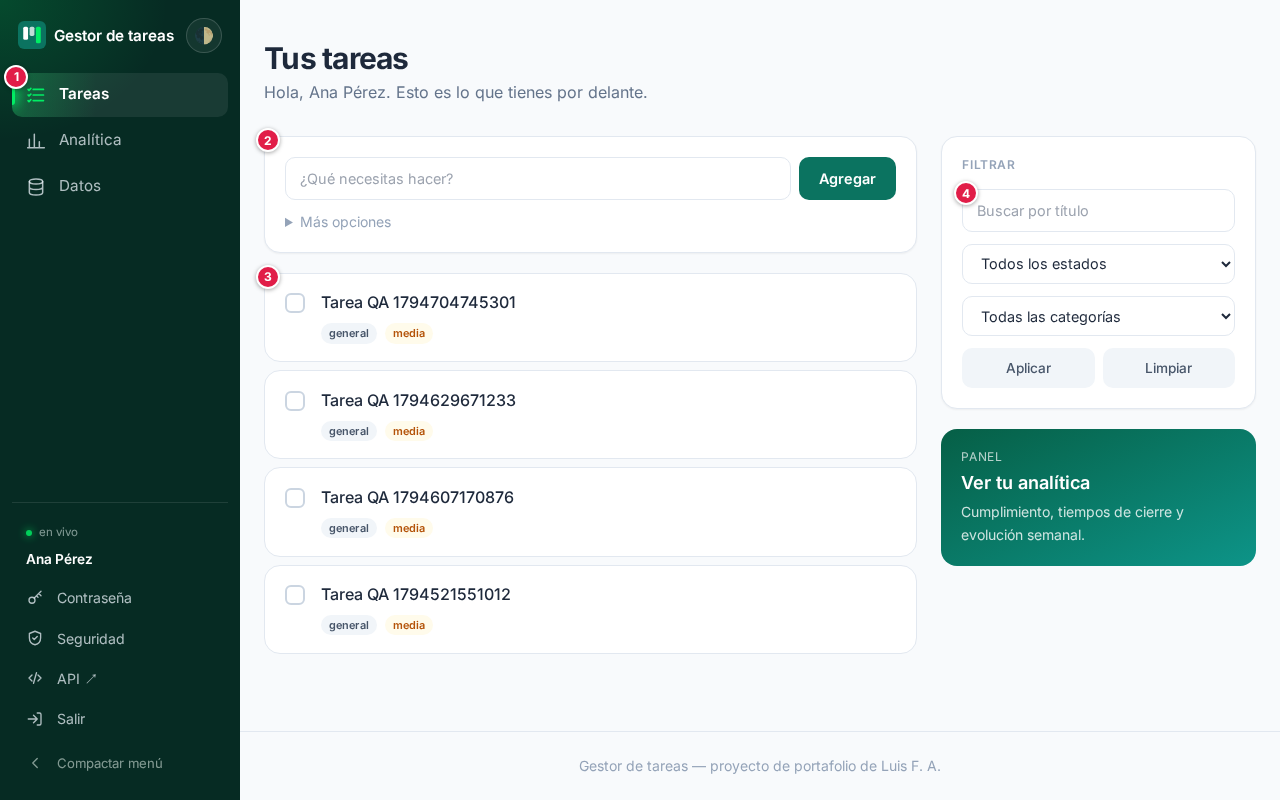 Gestor de tareas
1
Tareas
Analítica
Datos
en vivo
Ana Pérez
Contraseña
Seguridad
API ↗
Salir
Compactar menú
Tus tareas
Hola, Ana Pérez. Esto es lo que tienes por delante.
2
¿Qué necesitas hacer?
Agregar
Más opciones
3
Tarea QA 1794704745301
general media
Tarea QA 1794629671233
general media
Tarea QA 1794607170876
general media
Tarea QA 1794521551012
general media
FILTRAR
4
Buscar por título
Todos los estados
Todas las categorías
Aplicar Limpiar
PANEL
Ver tu analítica
Cumplimiento, tiempos de cierre y
evolución semanal.
Gestor de tareas — proyecto de portafolio de Luis F. A.